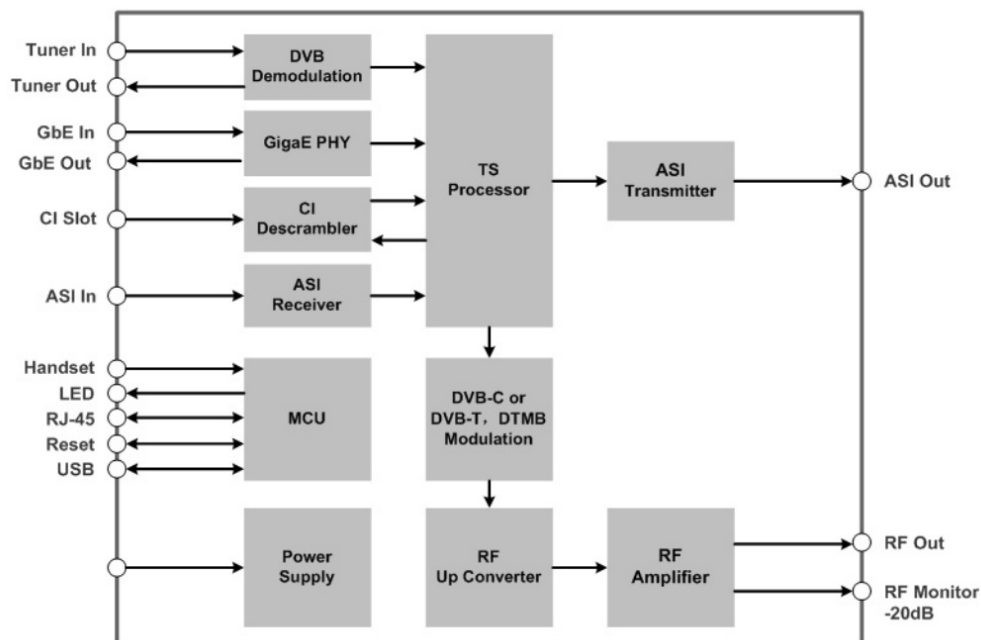 Tuner In
Tuner Out
DVB
Demodulation
GbE In
GbE Out
GigaE PHY
CI Slot
CI
Descrambler
ASI In
ASI
Receiver
TS
Processor
ASI
Transmitter
ASI Out
Handset
LED
RJ-45
Reset
USB
MCU
DVB-C or
DVB-T，DTMB
Modulation
Power
Supply
RF
Up Converter
RF
Amplifier
RF Out
RF Monitor
-20dB